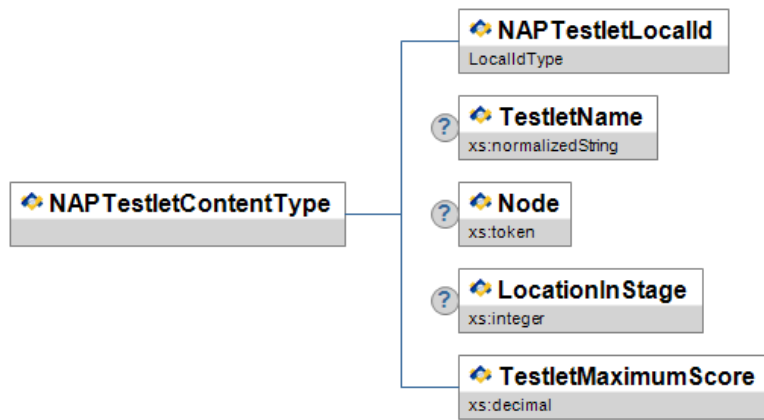 NAPTestletLocalId
LocalIdType
?
TestletName
xs:normalizedString
NAPTestletContentType
?
Node
xs:token
?
LocationInStage
xs:integer
TestletMaximumScore
xs:decimal